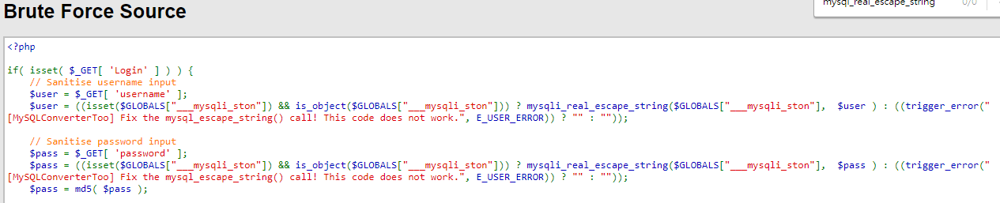 Brute Force Source
mysql_real_escape_string 0/0
<?php
if( isset( $_GET[ 'Login' ] ) ) {
// Sanitise username input
$user = $_GET[ 'username' ];
$user = ((isset($GLOBALS["___mysqli_ston"]) && is_object($GLOBALS["___mysqli_ston"])) ? mysqli_real_escape_string($GLOBALS["___mysqli_ston"],  $user ) : ((trigger_error("
[MySQLConverterToo] Fix the mysql_escape_string() call! This code does not work.", E_USER_ERROR)) ? "" : ""));
// Sanitise password input
$pass = $_GET[ 'password' ];
$pass = ((isset($GLOBALS["___mysqli_ston"]) && is_object($GLOBALS["___mysqli_ston"])) ? mysqli_real_escape_string($GLOBALS["___mysqli_ston"],  $pass ) : ((trigger_error("
[MySQLConverterToo] Fix the mysql_escape_string() call! This code does not work.", E_USER_ERROR)) ? "" : ""));
$pass = md5( $pass );